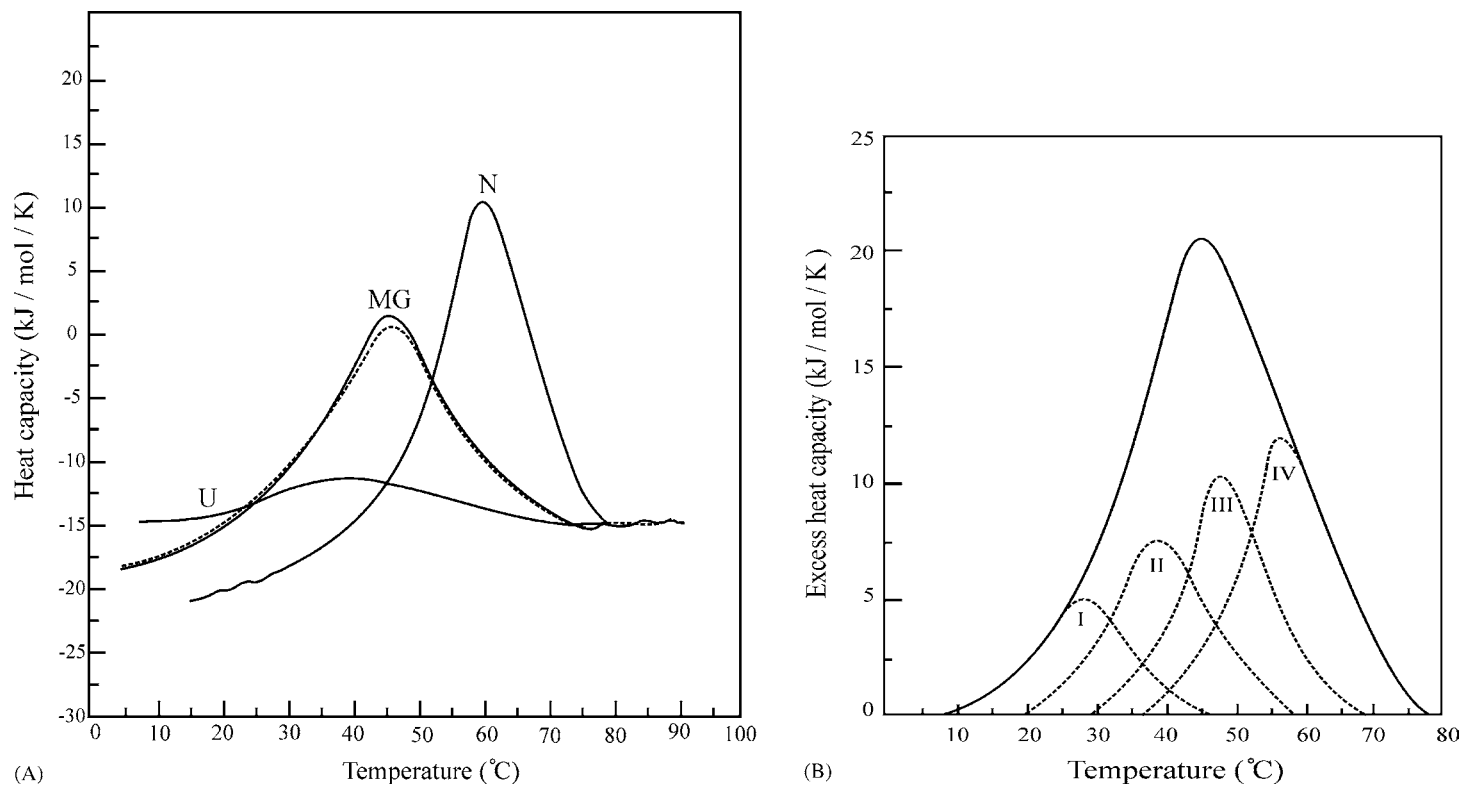 Heat capacity (kJ / mol / K)
20
15
10
5
0
-5
-10
-15
-20
-25
-30
N
MG
U
0 10 20 30 40 50 60 70 80 90 100
Temperature (°C)
(A)
Excess heat capacity (kJ / mol / K )
25
20
15
10
5
0
I
II
III
IV
10 20 30 40 50 60 70 80
Temperature (°C)
(B)